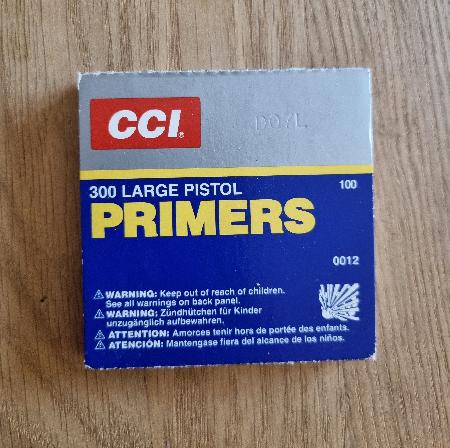 CCI®
D07L
300 LARGE PISTOL 100
PRIMERS
0012
⚠WARNING: Keep out of reach of children.
See all warnings on back panel.
⚠WARNING: Zündhütchen für Kinder
unzugänglich aufbewahren.
⚠ATTENTION: Amorces tenir hors de portée des enfants.
⚠ATENCIÓN: Mantengase fiera del alcance de los niños.